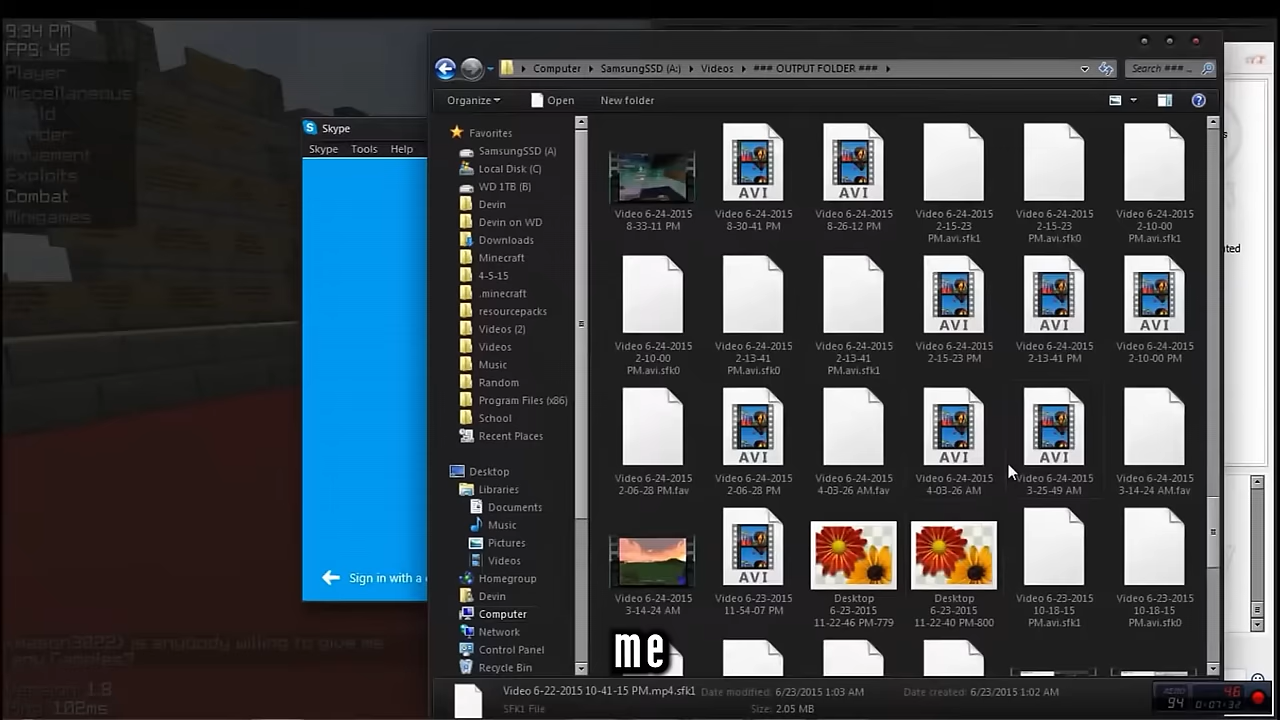 9:34 PM
FPS: 46
Player
Miscellaneous
Render
Movement
Exploits
Combat
Minigames
Skype
Skype Tools Help
Sign in with a
Computer SamsungSSD (A:) Videos ### OUTPUT FOLDER ###
Search ### ...
Organize Open New folder
Favorites
SamsungSSD (A)
Local Disk (C)
WD 1TB (B)
Devin
Devin on WD
Downloads
Minecraft
4-5-15
.minecraft
resourcepacks
Videos (2)
Videos
Music
Random
Program Files (x86)
School
Recent Places
Desktop
Libraries
Documents
Music
Pictures
Videos
Homegroup
Devin
Computer
Network
Control Panel
Recycle Bin
AVI AVI
Video 6-24-2015 Video 6-24-2015 Video 6-24-2015 Video 6-24-2015 Video 6-24-2015 Video 6-24-2015
8-33-11 PM 8-30-41 PM 8-26-12 PM 2-15-23 2-15-23 2-10-00
PM.avi.sfk1 PM.avi.sfk0 PM.avi.sfk1
AVI AVI AVI
Video 6-24-2015 Video 6-24-2015 Video 6-24-2015 Video 6-24-2015 Video 6-24-2015 Video 6-24-2015
2-10-00 2-13-41 2-13-41 2-15-23 PM 2-13-41 PM 2-10-00 PM
PM.avi.sfk0 PM.avi.sfk0 PM.avi.sfk1
AVI AVI AVI
Video 6-24-2015 Video 6-24-2015 Video 6-24-2015 Video 6-24-2015 Video 6-24-2015 Video 6-24-2015
2-06-28 PM.fav 2-06-28 PM 4-03-26 AM.fav 4-03-26 AM 3-25-49 AM 3-14-24 AM.fav
AVI
Video 6-24-2015 Video 6-23-2015 Desktop Desktop Video 6-23-2015 Video 6-23-2015
3-14-24 AM 11-54-07 PM 6-23-2015 6-23-2015 10-18-15 10-18-15
11-22-46 PM-779 11-22-40 PM-800 PM.avi.sfk1 PM.avi.sfk0
me
Video 6-22-2015 10-41-15 PM.mp4.sfk1 Date modified: 6/23/2015 1:03 AM Date created: 6/23/2015 1:02 AM
SFK1 File Size: 2.05 MB
is anybody willing to give me
Version: 1.8
102ms
94 46
0:07:32